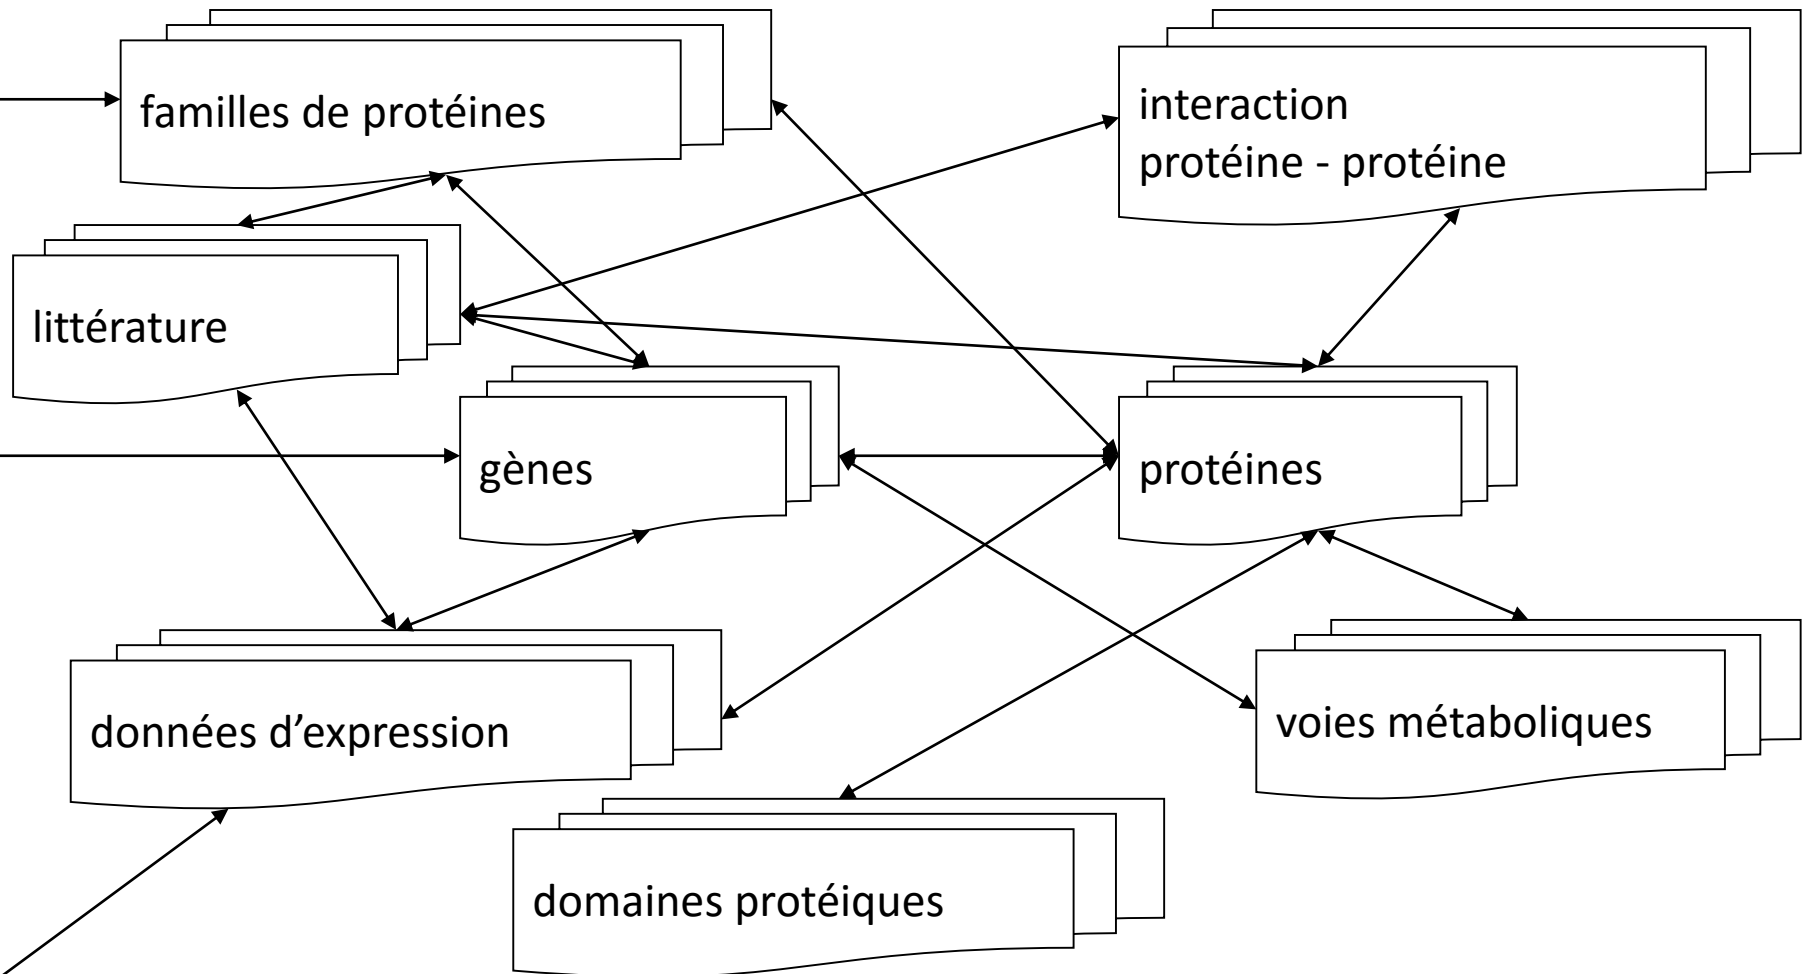 familles de protéines
interaction
protéine - protéine
littérature
gènes
protéines
données d'expression
voies métaboliques
domaines protéiques